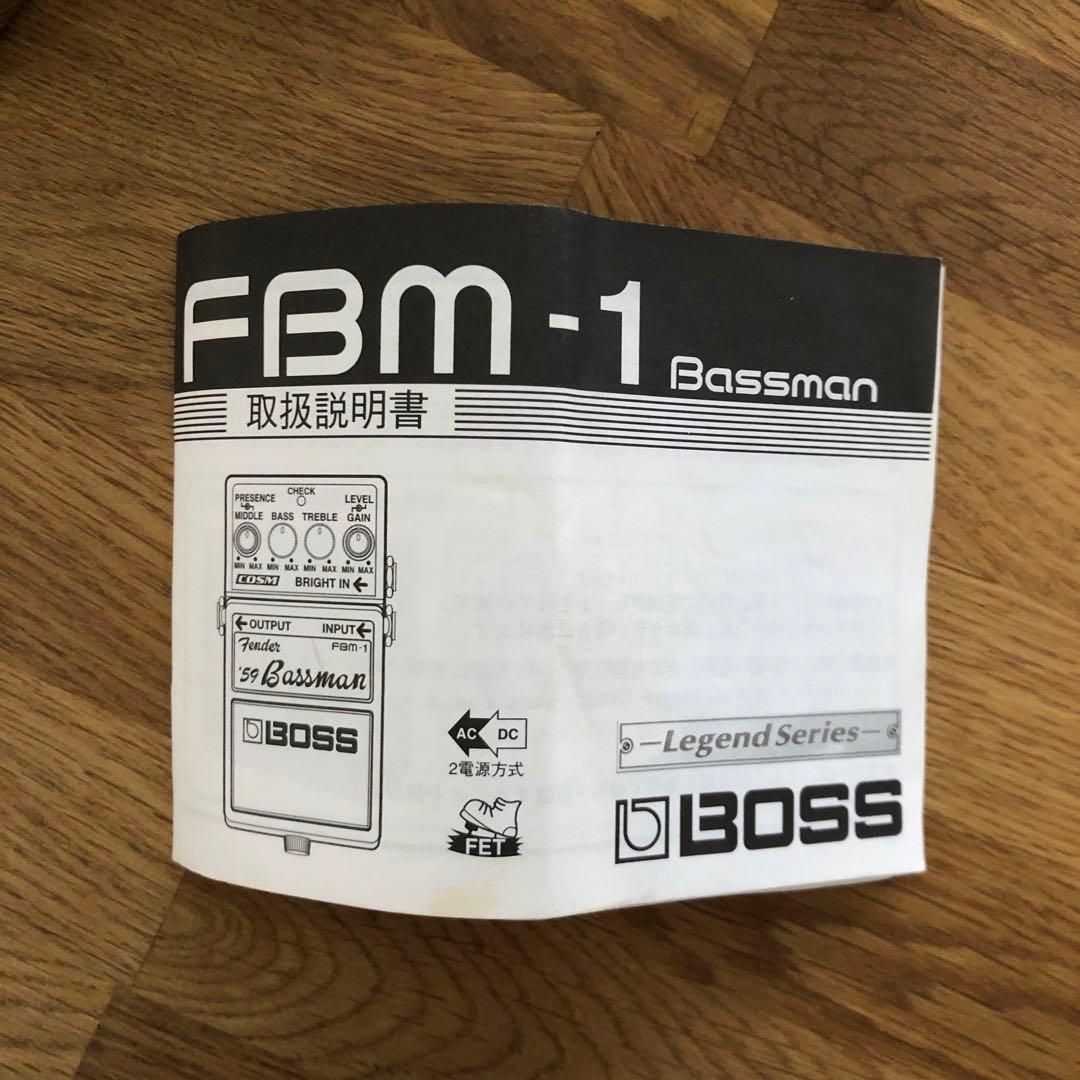 FBM-1 Bassman
取扱説明書
CHECK
PRESENCE LEVEL
MIDDLE BASS TREBLE GAIN
MIN MAX MIN MAX MIN MAX MIN MAX
COSM BRIGHT IN
OUTPUT INPUT
Fender FBM-1
'59 Bassman
BOSS
AC DC
2電源方式
FET
Legend Series
BOSS